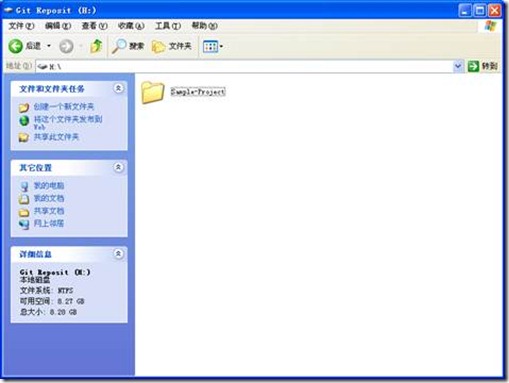 Git Reposit (H:)
文件(F) 编辑(E) 查看(V) 收藏(A) 工具(T) 帮助(H)
后退 搜索 文件夹
地址(D) H:\ 转到
文件和文件夹任务
创建一个新文件夹
将这个文件夹发布到
Web
共享此文件夹
其它位置
我的电脑
我的文档
共享文档
网上邻居
详细信息
Git Reposit (H:)
本地磁盘
文件系统: NTFS
可用空间: 8.27 GB
总大小: 8.28 GB
Sample-Project